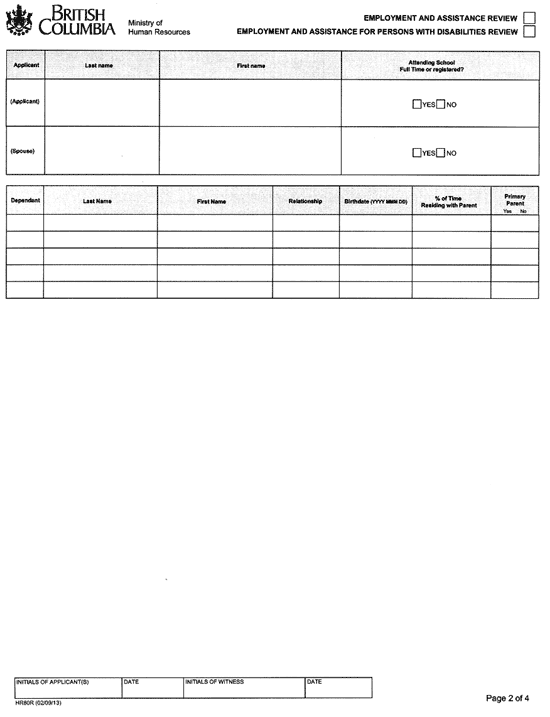 BRITISH
COLUMBIA
Ministry of
Human Resources
EMPLOYMENT AND ASSISTANCE REVIEW
EMPLOYMENT AND ASSISTANCE FOR PERSONS WITH DISABILITIES REVIEW
Applicant Last name First name Attending School
Full Time or registered?
(Applicant) YES NO
(Spouse) YES NO
Dependant Last Name First Name Relationship Birthdate (YYYY MMM DD) % of Time
Residing with Parent Primary
Parent
Yes No
INITIALS OF APPLICANT(S) DATE INITIALS OF WITNESS DATE
HR80R (02/09/13)
Page 2 of 4